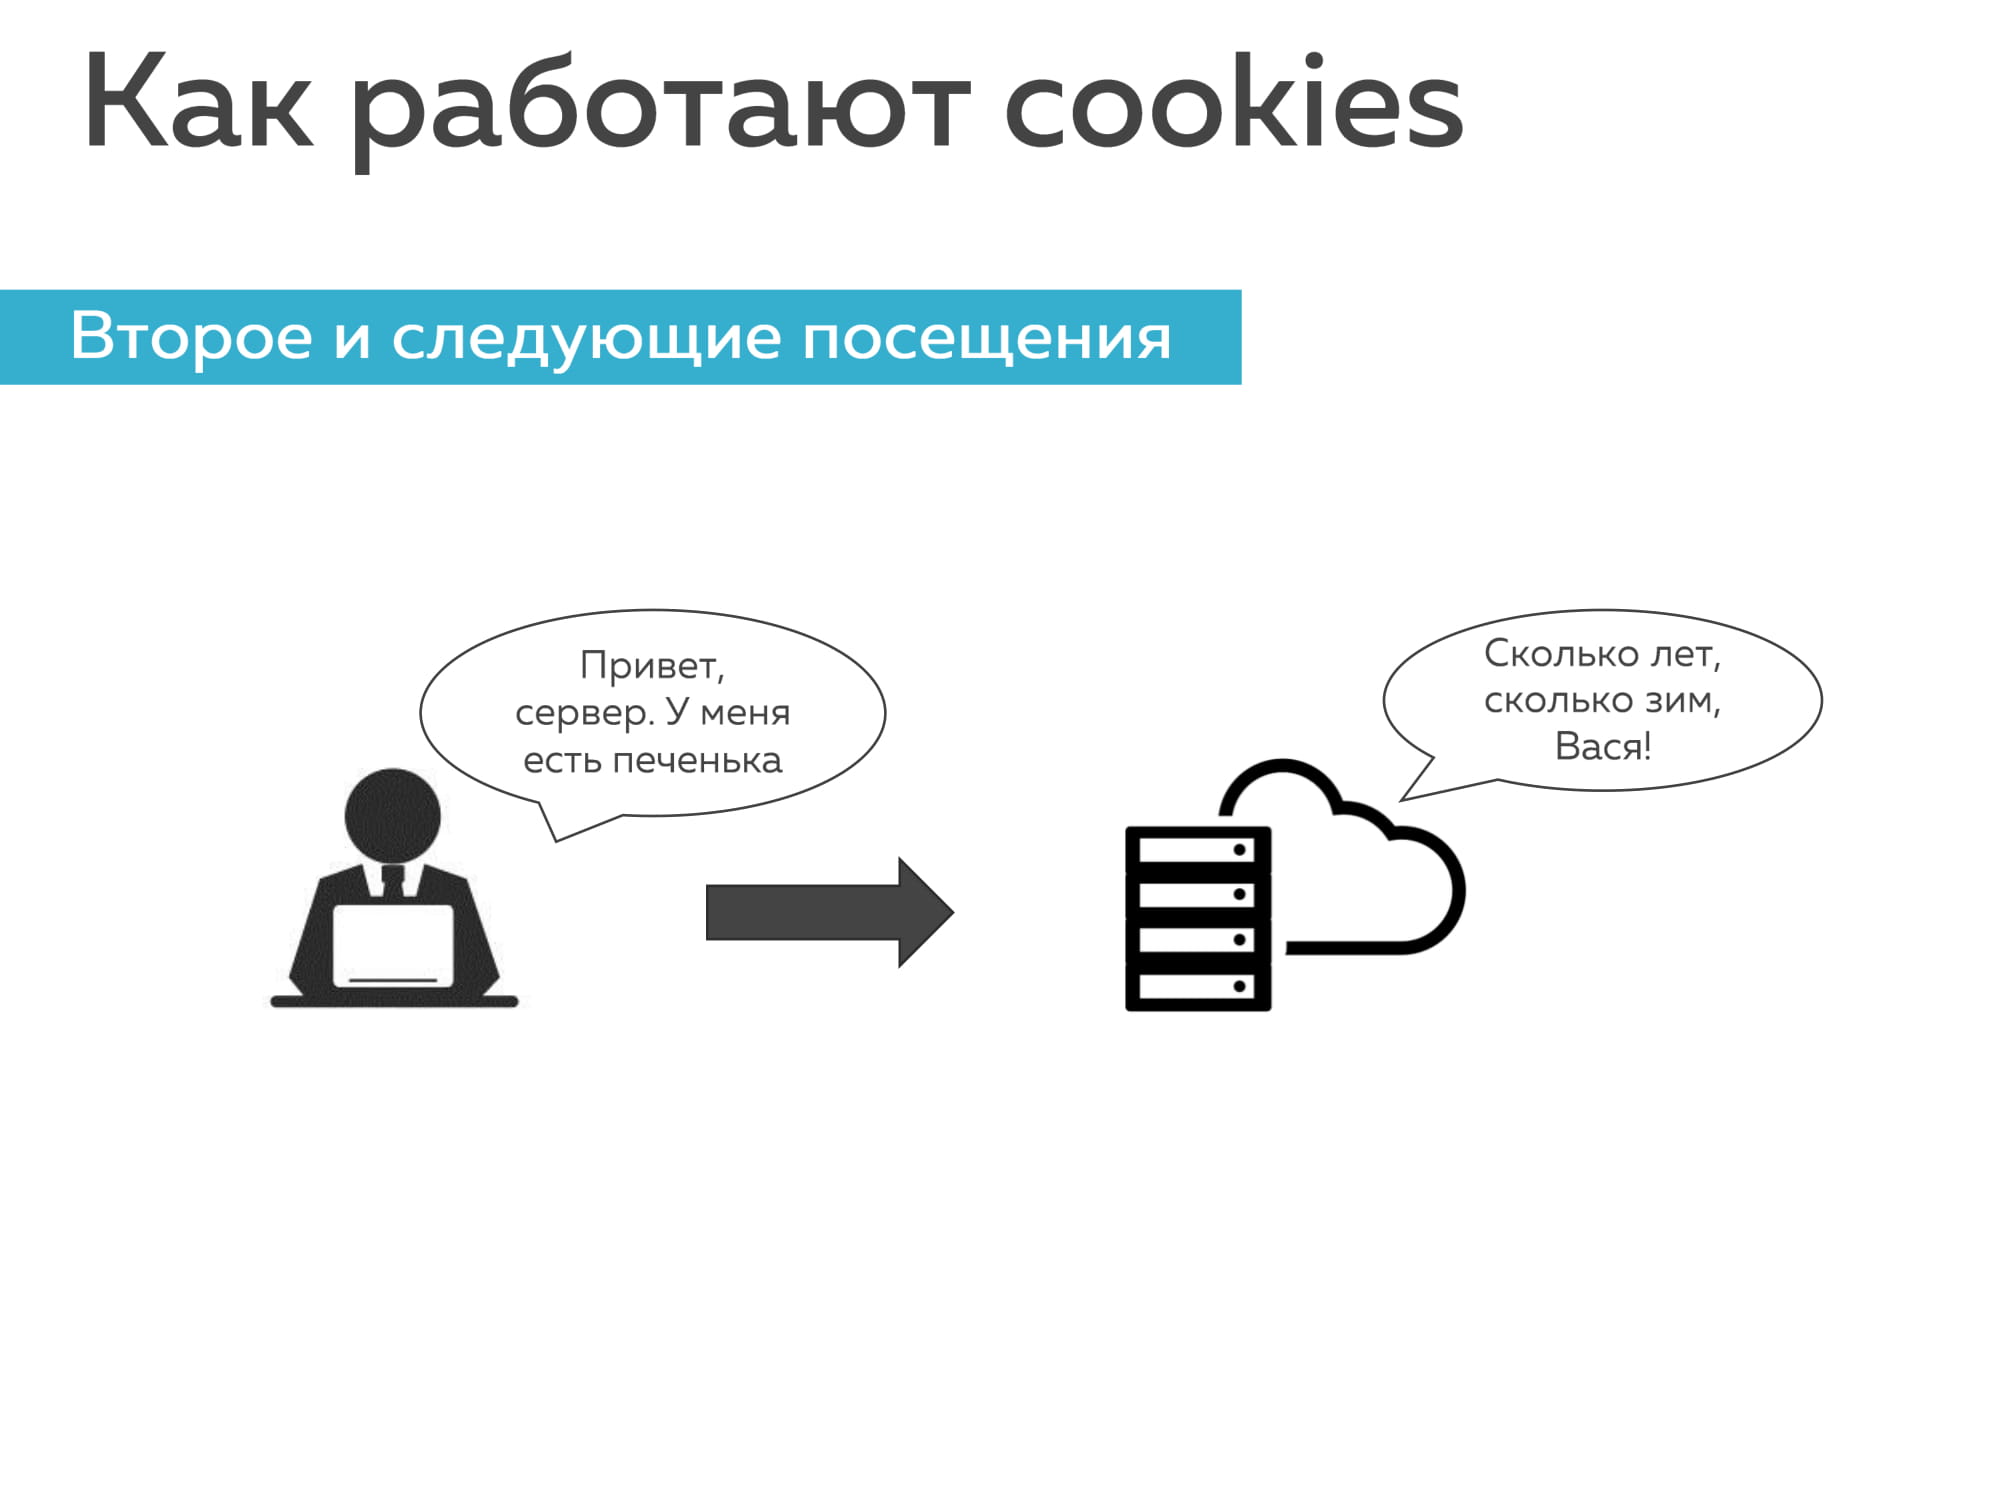 Как работают cookies
Второе и следующие посещения
Привет,
сервер. У меня
есть печенька
Сколько лет,
сколько зим,
Вася!